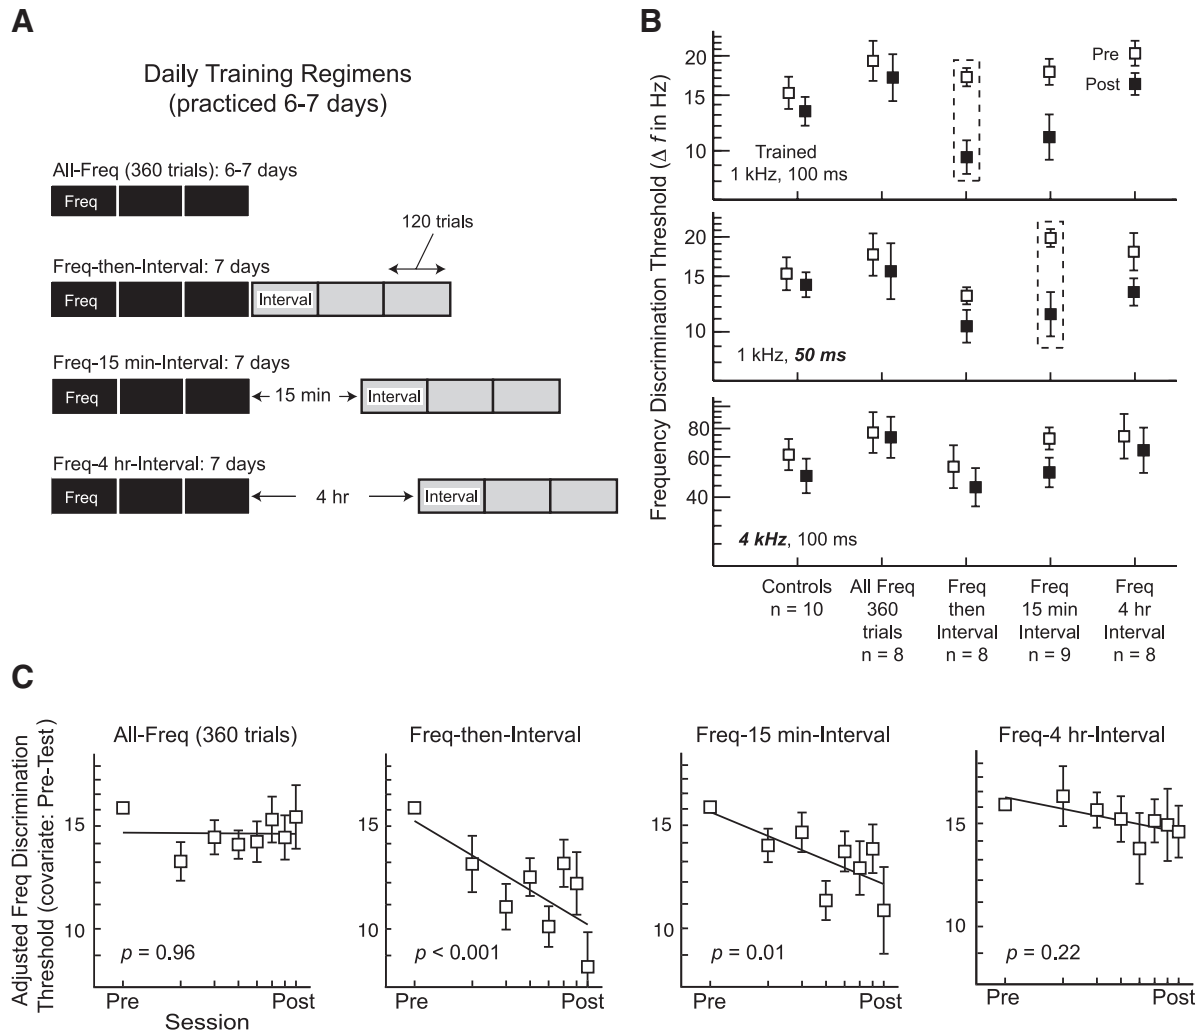 A
Daily Training Regimens
(practiced 6-7 days)
All-Freq (360 trials): 6-7 days
Freq
120 trials
Freq-then-Interval: 7 days
Freq
Interval
Freq-15 min-Interval: 7 days
Freq
15 min
Interval
Freq-4 hr-Interval: 7 days
Freq
4 hr
Interval
B
Frequency Discrimination Threshold (Δ f in Hz)
20
15
10
Pre
Post
Trained
1 kHz, 100 ms
20
15
10
1 kHz, 50 ms
80
60
40
4 kHz, 100 ms
Controls
n = 10
All Freq
360
trials
n = 8
Freq
then
Interval
n = 8
Freq
15 min
Interval
n = 9
Freq
4 hr
Interval
n = 8
C
Adjusted Freq Discrimination
Threshold (covariate: Pre-Test)
All-Freq (360 trials)
15
10
p = 0.96
Pre
Post
Session
Freq-then-Interval
15
10
p < 0.001
Pre
Post
Freq-15 min-Interval
15
10
p = 0.01
Pre
Post
Freq-4 hr-Interval
15
10
p = 0.22
Pre
Post